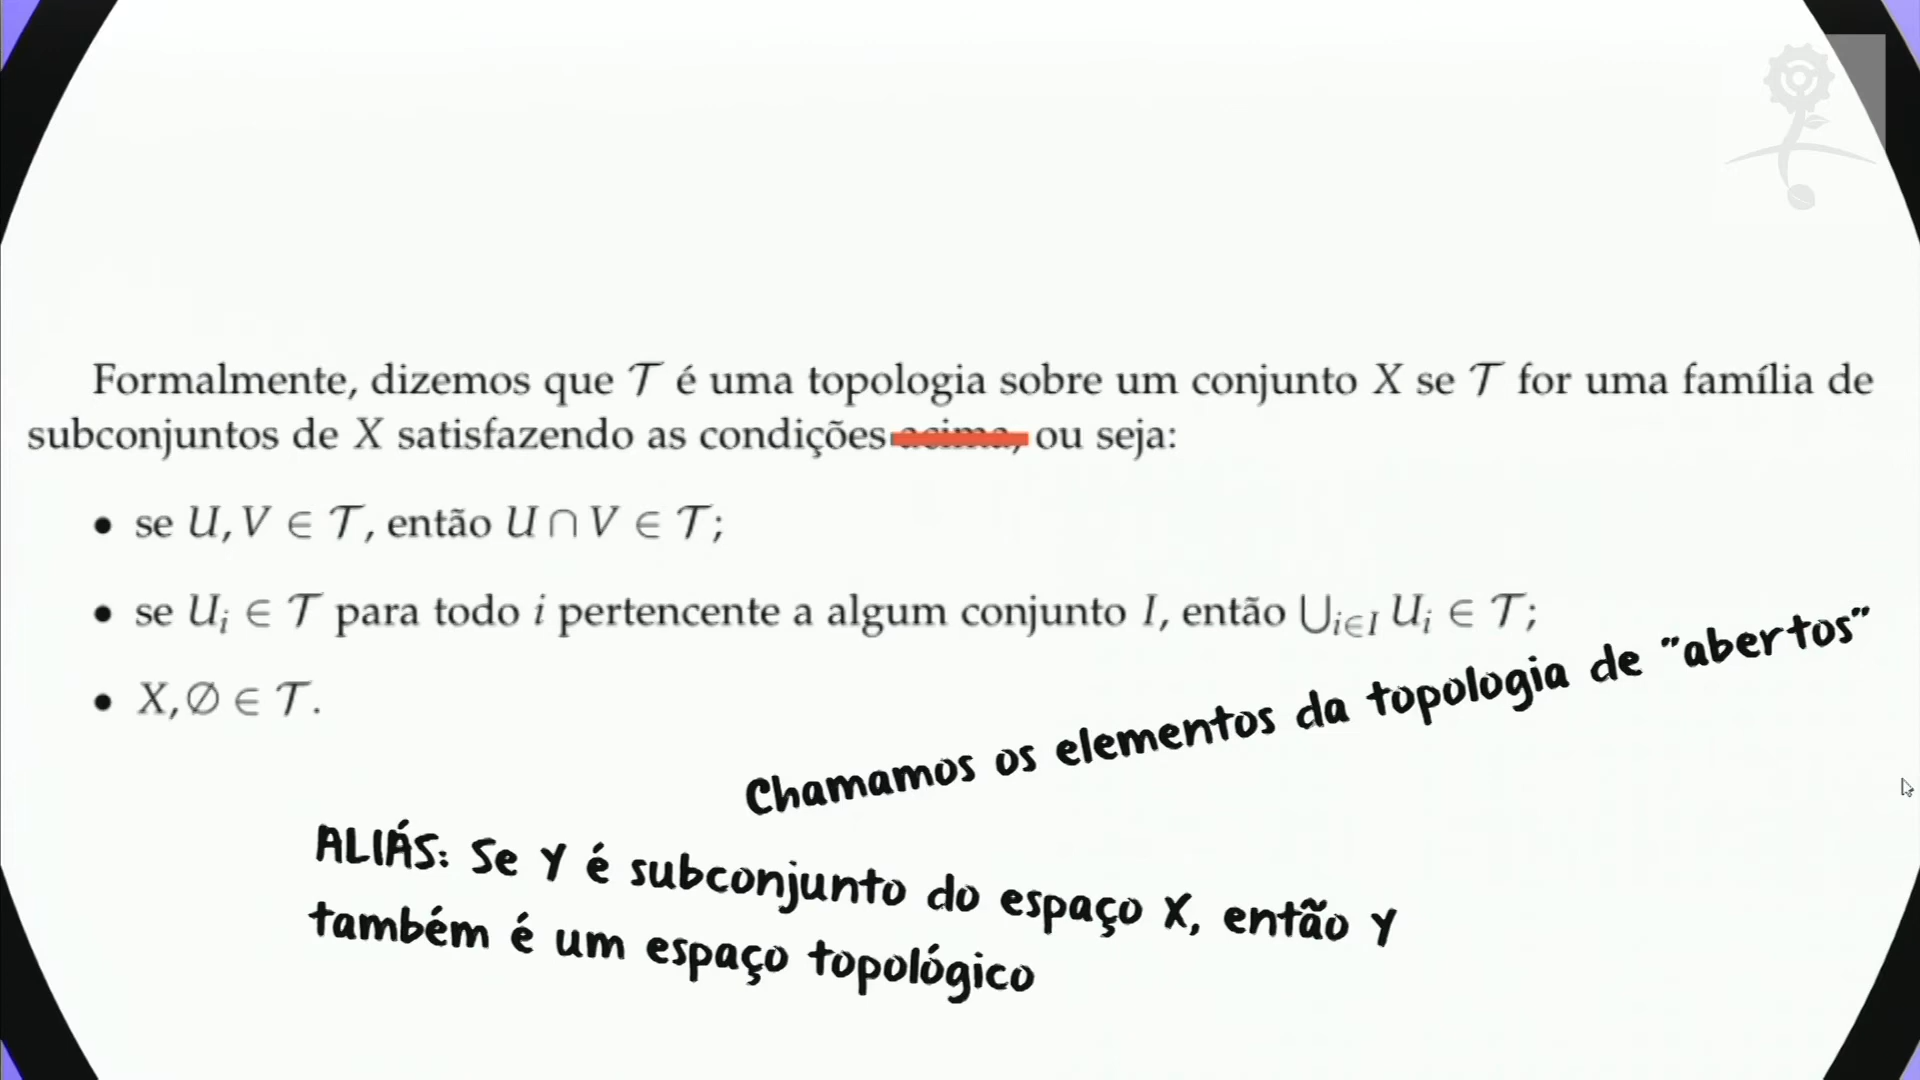 Formalmente, dizemos que 𝒯 é uma topologia sobre um conjunto X se 𝒯 for uma família de
subconjuntos de X satisfazendo as condições acima, ou seja:
• se U, V ∈ 𝒯, então U ∩ V ∈ 𝒯;
• se Uᵢ ∈ 𝒯 para todo i pertencente a algum conjunto I, então ⋃_{i∈I} Uᵢ ∈ 𝒯;
• X, ∅ ∈ 𝒯.
Chamamos os elementos da topologia de "abertos"
ALIÁS: Se Y é subconjunto do espaço X, então Y
também é um espaço topológico